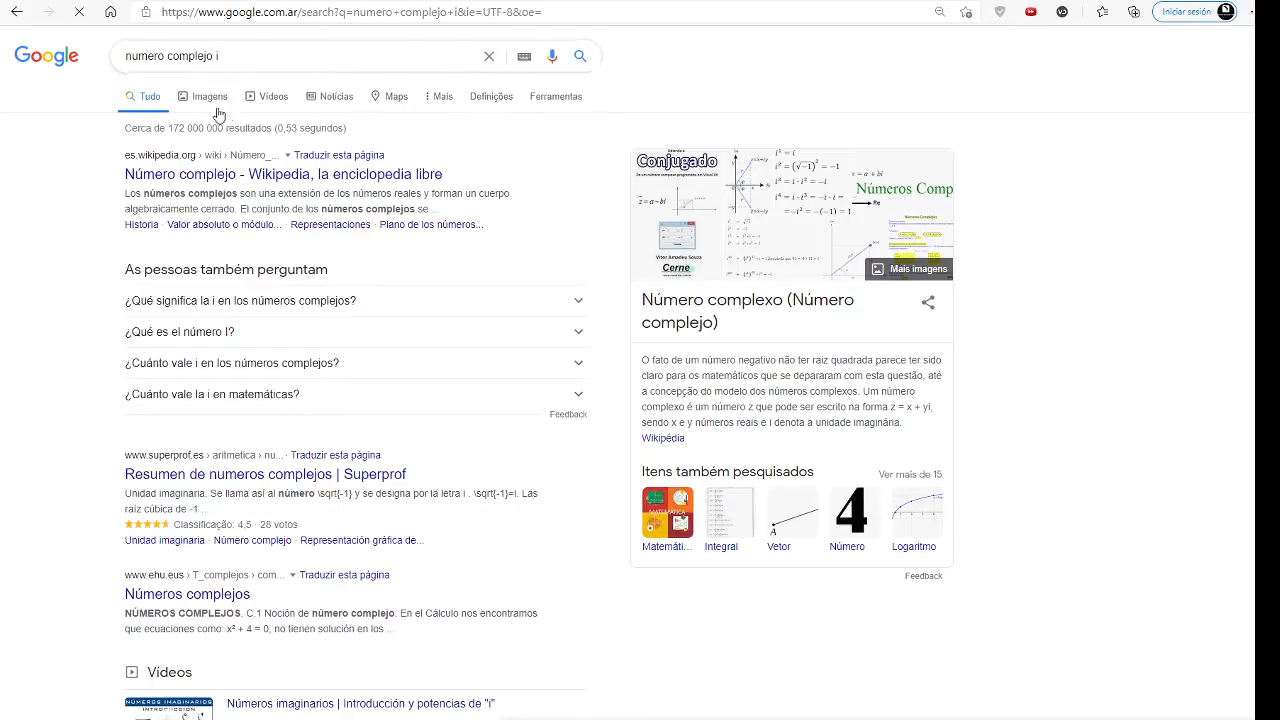 https://www.google.com.ar/search?q=numero+complejo+i&ie=UTF-8&oe=
Iniciar sesión
Google
numero complejo i
Tudo
Imagens
Vídeos
Notícias
Maps
Mais
Definições
Ferramentas
Cerca de 172 000 000 resultados (0,53 segundos)
es.wikipedia.org › wiki › Número_... Traduzir esta página
Número complejo - Wikipedia, la enciclopedia libre
Los números complejos son una extensión de los números reales y forman un cuerpo
algebraicamente cerrado. El conjunto de los números complejos se ...
Historia · Valor absoluto o módulo... · Representaciones · Plano de los números...
As pessoas também perguntam
¿Qué significa la i en los números complejos?
¿Qué es el número I?
¿Cuánto vale i en los números complejos?
¿Cuánto vale la i en matemáticas?
Feedback
www.superprof.es › aritmetica › nu... Traduzir esta página
Resumen de numeros complejos | Superprof
Unidad imaginaria. Se llama así al número \sqrt{-1} y se designa por la letra i . \sqrt{-1}=i. Las
raíz cúbica de -1 ...
Classificação: 4,5 · 28 votos
Unidad imaginaria · Número complejo · Representación gráfica de...
www.ehu.eus › T_complejos › com... Traduzir esta página
Números complejos
NÚMEROS COMPLEJOS. C.1 Noción de número complejo. En el Cálculo nos encontramos
que ecuaciones como: x² + 4 = 0, no tienen solución en los ...
Vídeos
NÚMEROS IMAGINARIOS
Números imaginarios | Introducción y potencias de "i"
Conjugado
z = a - bi
Vitor Amadeu Souza
Cerne
z = a + bi
Números Comp
Re
Mais imagens
Número complexo (Número
complejo)
O fato de um número negativo não ter raiz quadrada parece ter sido
claro para os matemáticos que se depararam com esta questão, até
a concepção do modelo dos números complexos. Um número
complexo é um número z que pode ser escrito na forma z = x + yi,
sendo x e y números reais e i denota a unidade imaginária.
Wikipédia
Itens também pesquisados
Ver mais de 15
MATEMÁTICA
A
4
Matemáti...
Integral
Vetor
Número
Logaritmo
Feedback